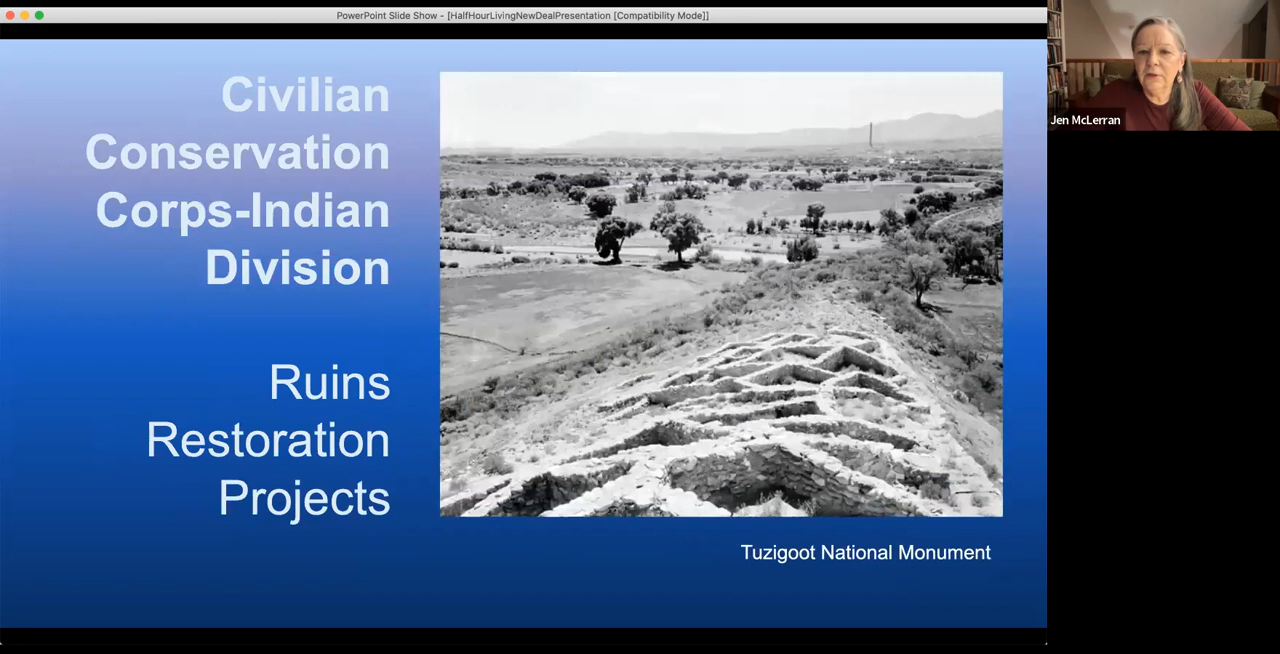 PowerPoint Slide Show - [HalfHourLivingNewDealPresentation [Compatibility Mode]]
Civilian
Conservation
Corps-Indian
Division
Ruins
Restoration
Projects
Tuzigoot National Monument
Jen McLerran